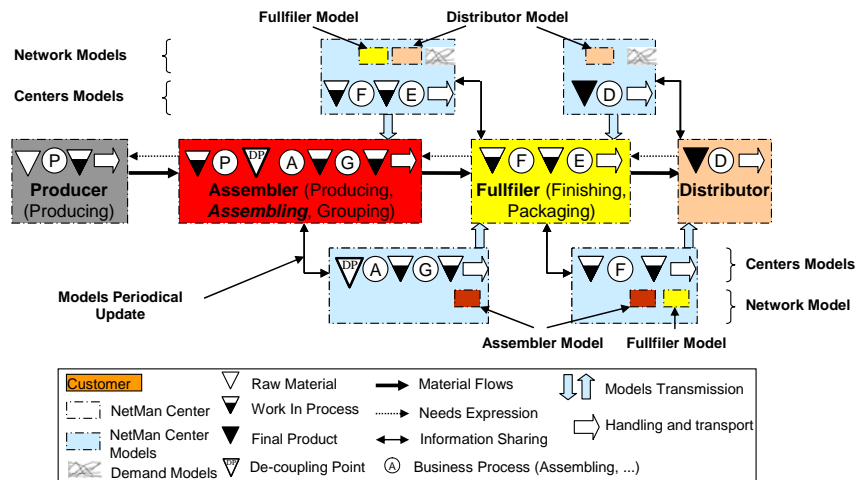 Fullfiler Model
Distributor Model
Network Models
Centers Models
F
E
D
P
P
DP
A
G
F
E
D
Producer
(Producing)
Assembler (Producing,
Assembling, Grouping)
Fullfiler (Finishing,
Packaging)
Distributor
DP
A
G
F
Centers Models
Models Periodical
Update
Network Model
Assembler Model
Fullfiler Model
Customer
NetMan Center
NetMan Center
Models
Demand Models
Raw Material
Work In Process
Final Product
DP
De-coupling Point
Material Flows
Needs Expression
Information Sharing
A
Business Process (Assembling, ...)
Models Transmission
Handling and transport